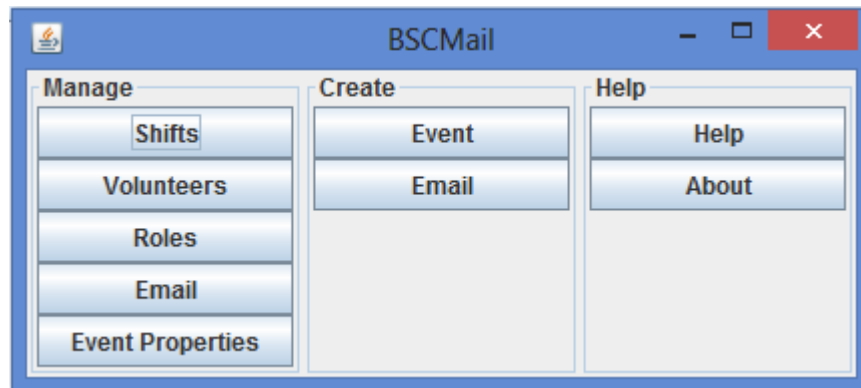 BSCMail
Manage
Shifts
Volunteers
Roles
Email
Event Properties
Create
Event
Email
Help
Help
About